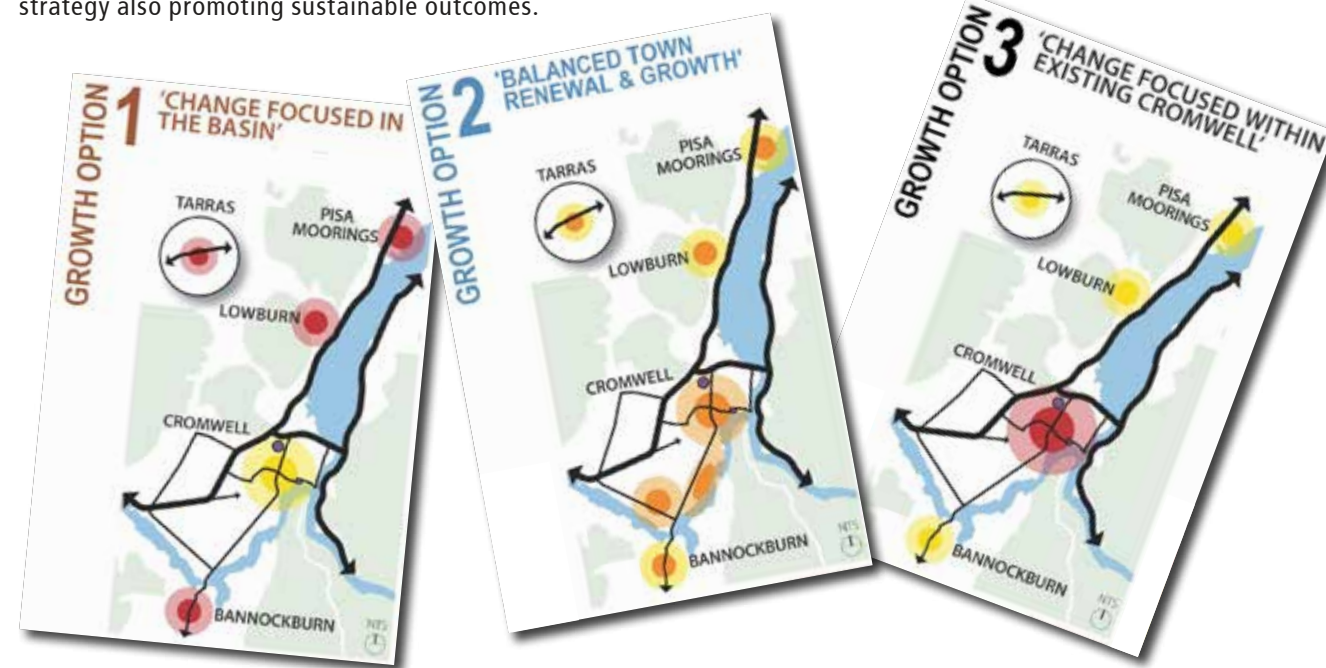 strategy also promoting sustainable outcomes.
GROWTH OPTION
1
'CHANGE FOCUSED IN
THE BASIN'
TARRAS
PISA
MOORINGS
LOWBURN
CROMWELL
BANNOCKBURN
NTS
GROWTH OPTION
2
'BALANCED TOWN
RENEWAL & GROWTH'
TARRAS
PISA
MOORINGS
LOWBURN
CROMWELL
BANNOCKBURN
NTS
GROWTH OPTION
3
'CHANGE FOCUSED WITHIN
EXISTING CROMWELL'
TARRAS
PISA
MOORINGS
LOWBURN
CROMWELL
BANNOCKBURN
NTS